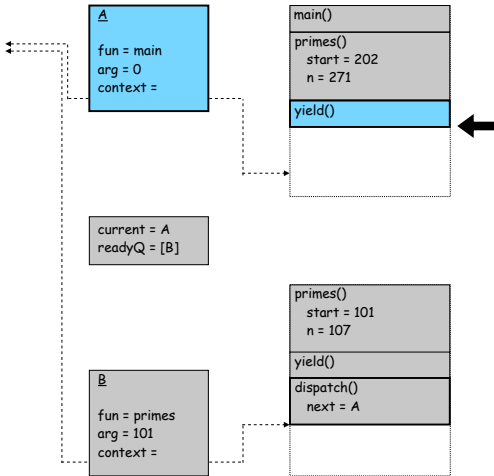 A
fun = main
arg = 0
context =
main()
primes()
start = 202
n = 271
yield()
current = A
readyQ = [B]
B
fun = primes
arg = 101
context =
primes()
start = 101
n = 107
yield()
dispatch()
next = A